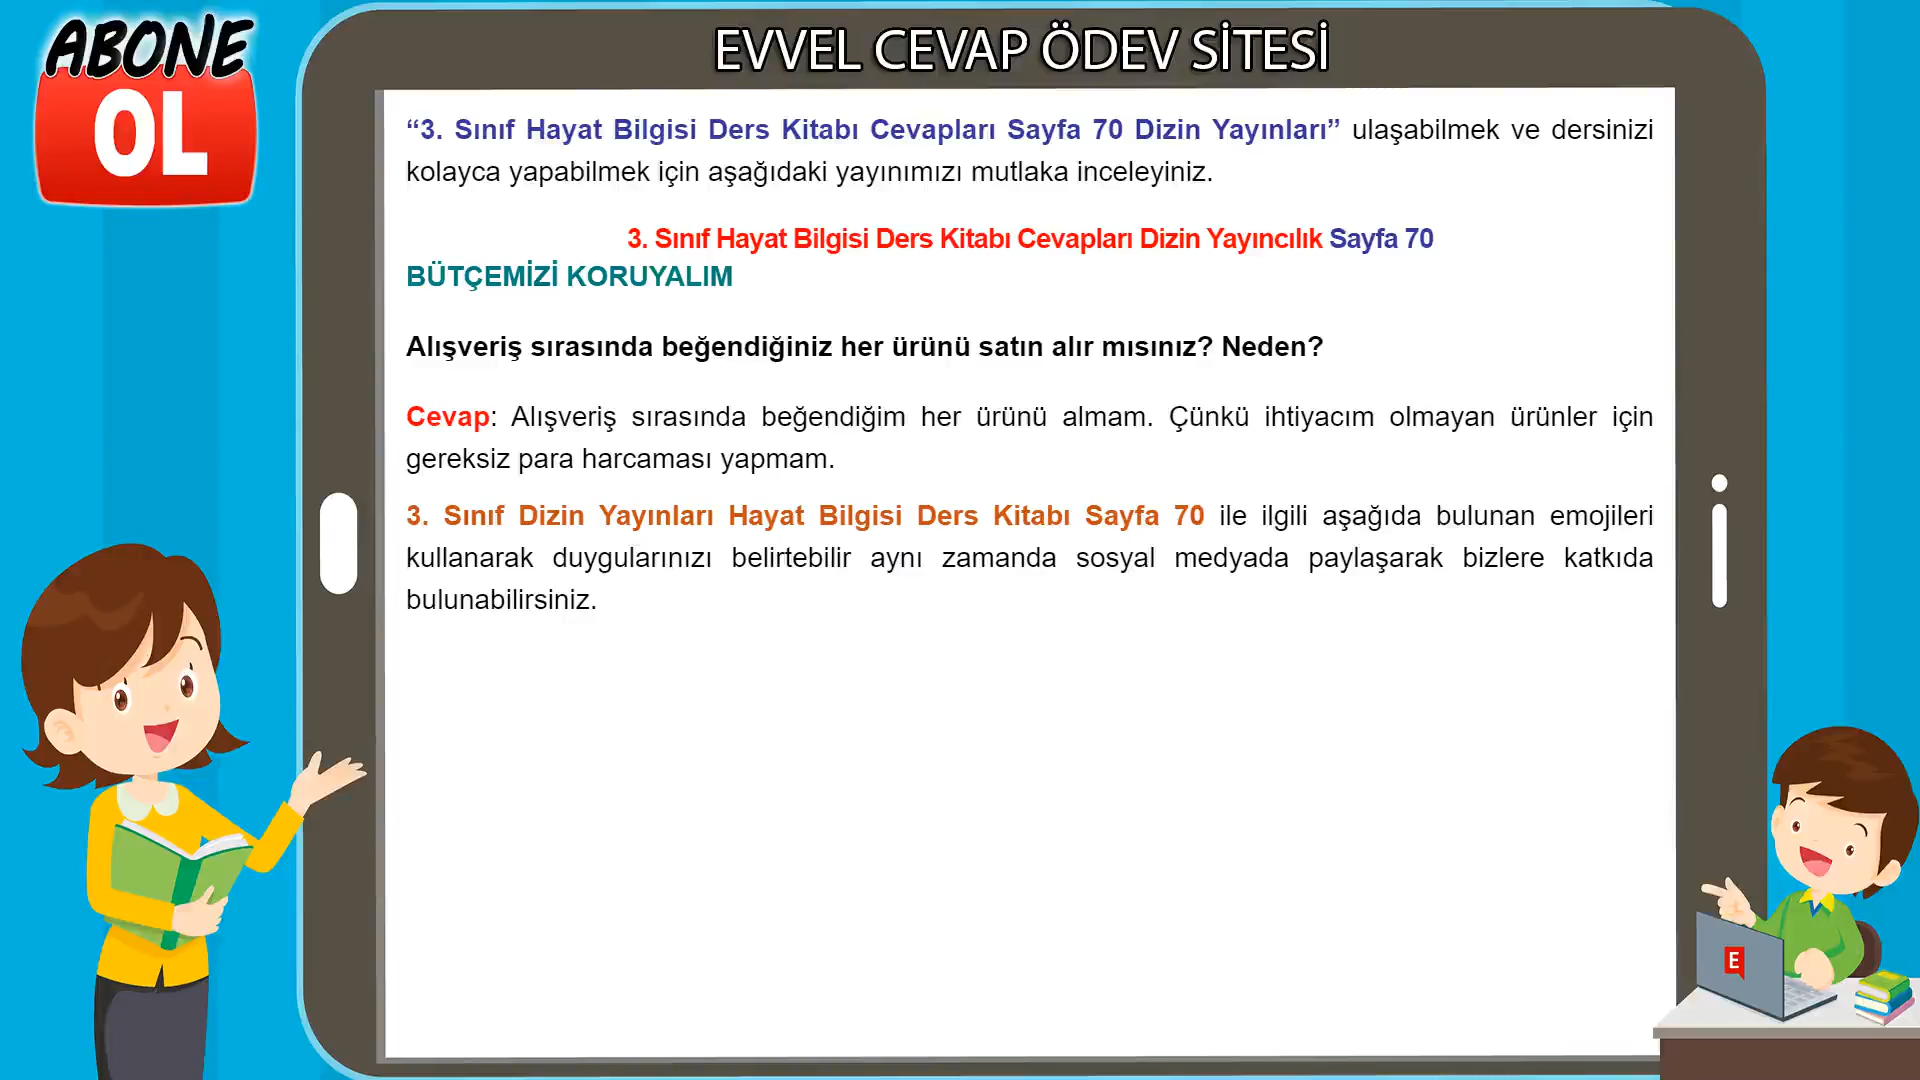 ABONE
OL
EVVEL CEVAP ÖDEV SİTESİ
“3. Sınıf Hayat Bilgisi Ders Kitabı Cevapları Sayfa 70 Dizin Yayınları” ulaşabilmek ve dersinizi
kolayca yapabilmek için aşağıdaki yayınımızı mutlaka inceleyiniz.
3. Sınıf Hayat Bilgisi Ders Kitabı Cevapları Dizin Yayıncılık Sayfa 70
BÜTÇEMİZİ KORUYALIM
Alışveriş sırasında beğendiğiniz her ürünü satın alır mısınız? Neden?
Cevap: Alışveriş sırasında beğendiğim her ürünü almam. Çünkü ihtiyacım olmayan ürünler için
gereksiz para harcaması yapmam.
3. Sınıf Dizin Yayınları Hayat Bilgisi Ders Kitabı Sayfa 70 ile ilgili aşağıda bulunan emojileri
kullanarak duygularınızı belirtebilir aynı zamanda sosyal medyada paylaşarak bizlere katkıda
bulunabilirsiniz.
E